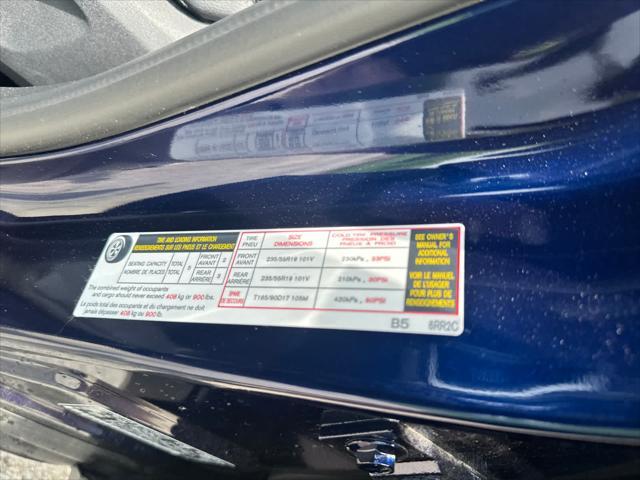 TIRE AND LOADING INFORMATION
RENSEIGNEMENTS SUR LES PNEUS ET LE CHARGEMENT
SEATING CAPACITY
NOMBRE DE PLACES
TOTAL
TOTAL
5
FRONT
AVANT
2
REAR
ARRIÈRE
3
The combined weight of occupants
and cargo should never exceed 408 kg or 900 lbs.
Le poids total des occupants et du chargement ne doit
jamais dépasser 408 kg ou 900 lb.
TIRE
PNEU
SIZE
DIMENSIONS
COLD TIRE PRESSURE
PRESSION DES
PNEUS A FROID
FRONT
AVANT
235/55R19 101V
230kPa, 33PSI
REAR
ARRIÈRE
235/55R19 101V
210kPa, 30PSI
SPARE
DE SECOURS
T165/90D17 105M
420kPa, 60PSI
SEE OWNER'S
MANUAL FOR
ADDITIONAL
INFORMATION
VOIR LE MANUEL
DE L'USAGER
POUR PLUS DE
RENSEIGNEMENTS
B5
6RR2C